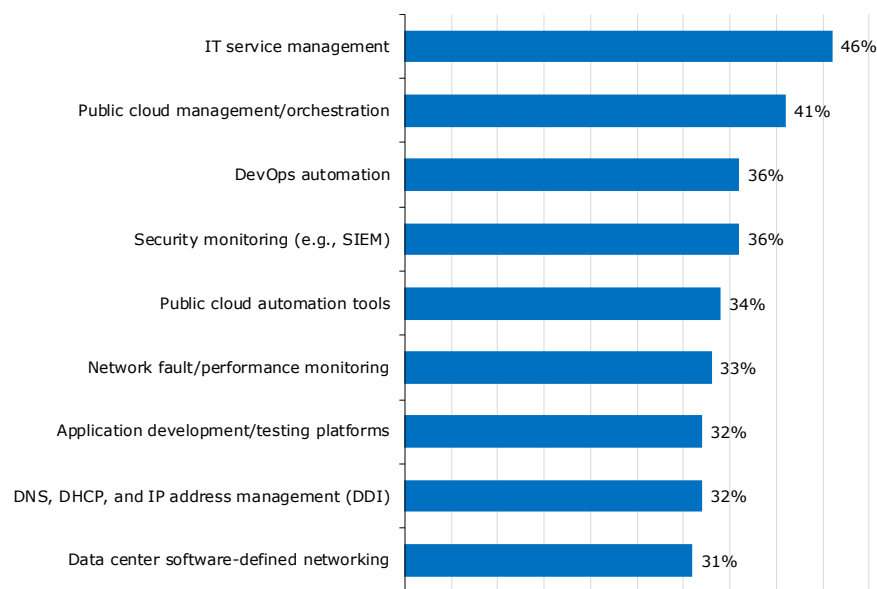 IT service management 46%
Public cloud management/orchestration 41%
DevOps automation 36%
Security monitoring (e.g., SIEM) 36%
Public cloud automation tools 34%
Network fault/performance monitoring 33%
Application development/testing platforms 32%
DNS, DHCP, and IP address management (DDI) 32%
Data center software-defined networking 31%